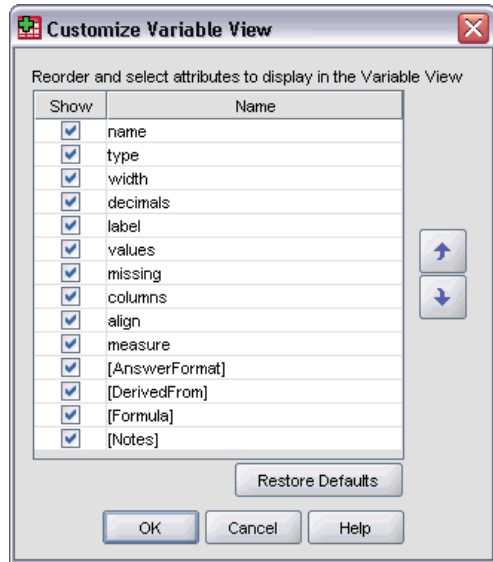 Customize Variable View
Reorder and select attributes to display in the Variable View
Show Name
name
type
width
decimals
label
values
missing
columns
align
measure
[AnswerFormat]
[DerivedFrom]
[Formula]
[Notes]
Restore Defaults
OK Cancel Help